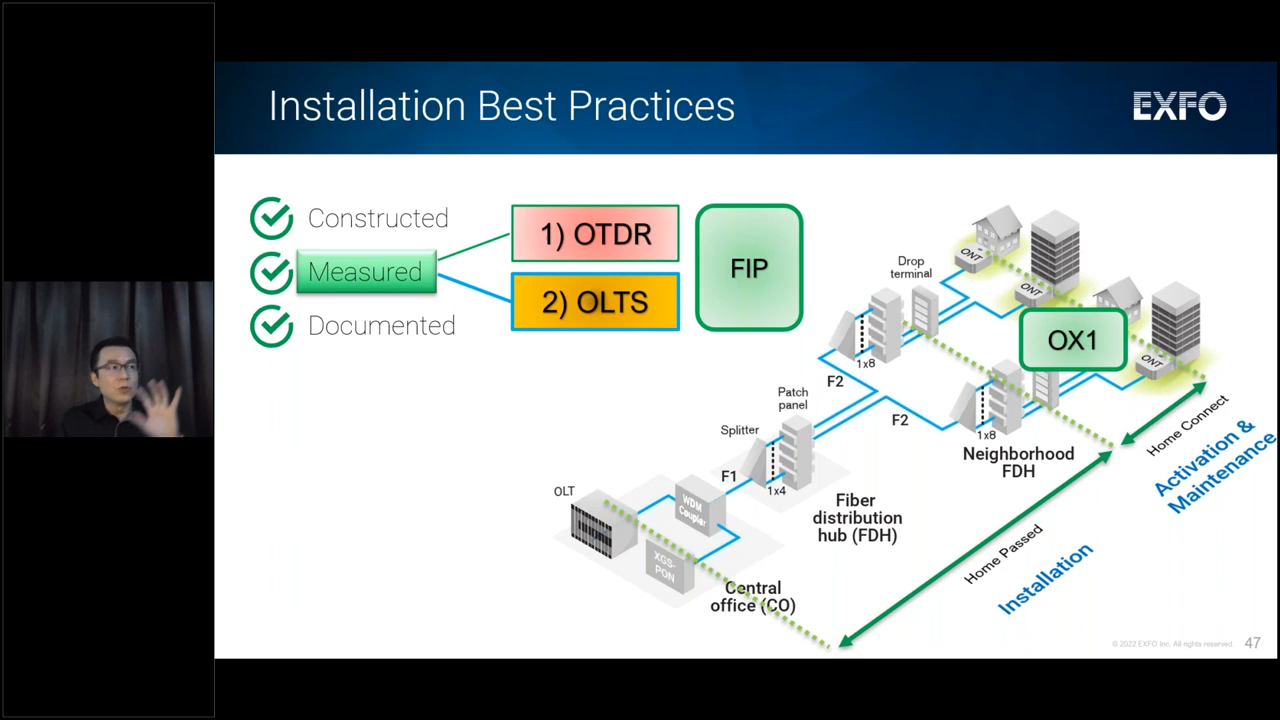 Installation Best Practices
EXFO
Constructed
Measured
Documented
1) OTDR
2) OLTS
FIP
Drop
terminal
ONT
ONT
OX1
ONT
1x8
F2
Patch
panel
F2
1x8
Splitter
Neighborhood
FDH
Home Connect
Activation &
Maintenance
F1
1x4
OLT
WDM
Coupler
Fiber
distribution
hub (FDH)
XGS-
PON
Central
office (CO)
Home Passed
Installation
© 2022 EXFO Inc. All rights reserved.
47